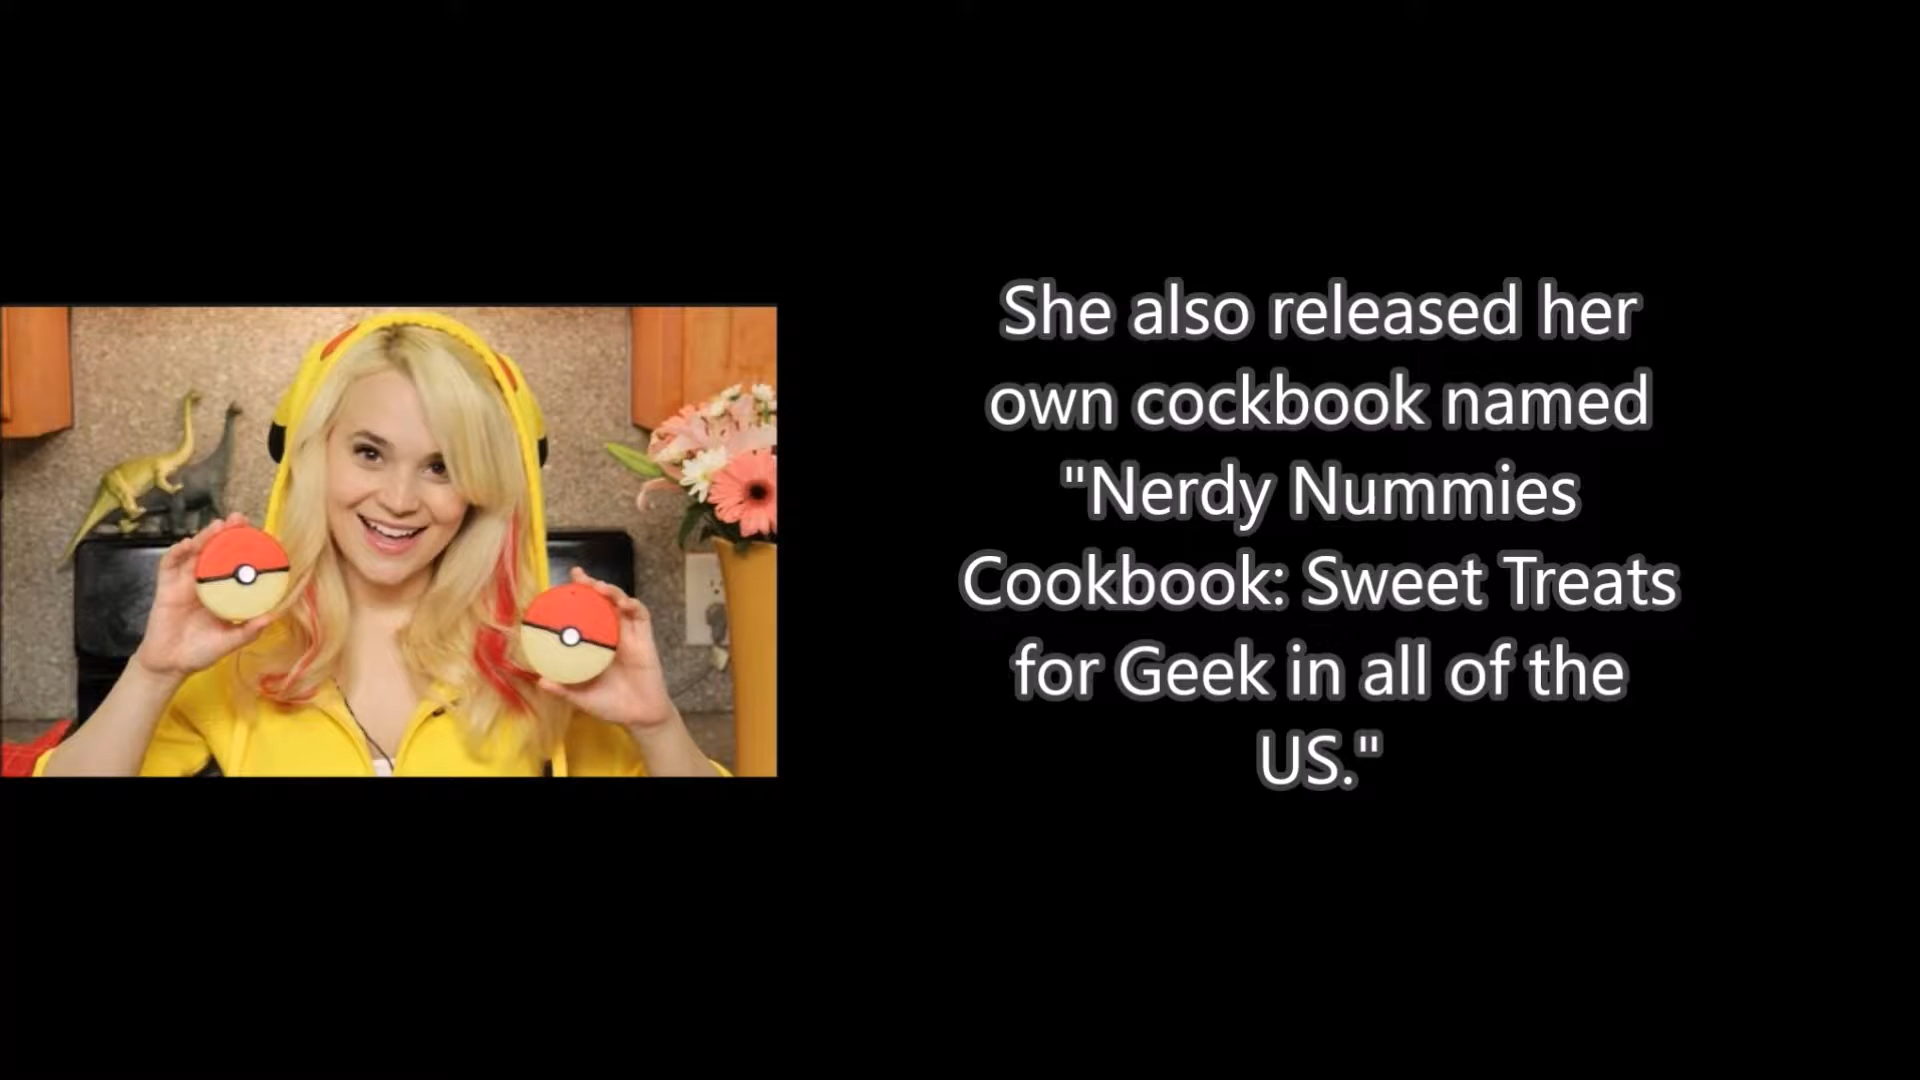 She also released her
own cockbook named
"Nerdy Nummies
Cookbook: Sweet Treats
for Geek in all of the
US."